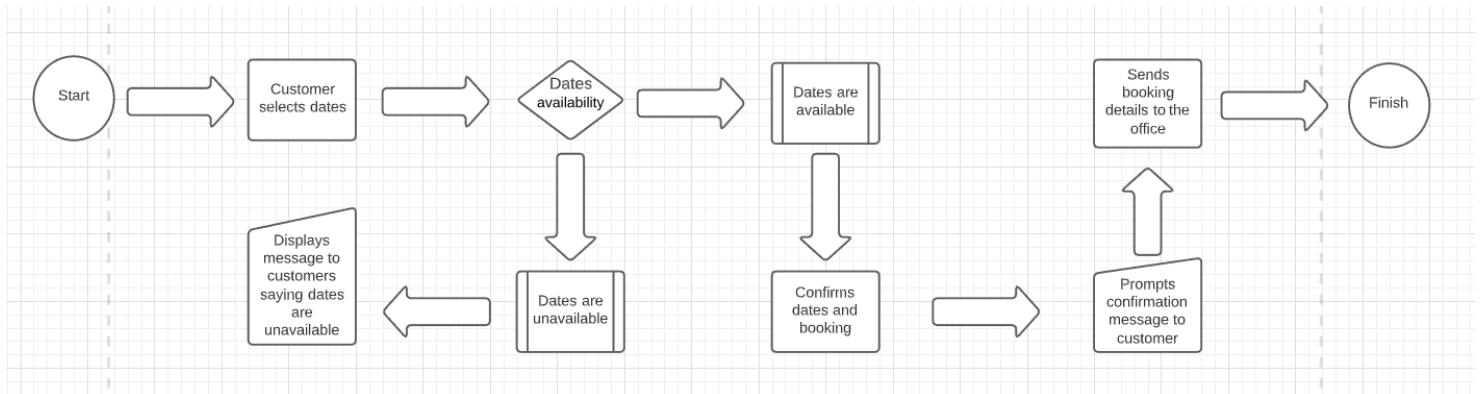 Start
Customer
selects dates
Dates
availability
Dates are
available
Sends
booking
details to the
office
Finish
Displays
message to
customers
saying dates
are
unavailable
Dates are
unavailable
Confirms
dates and
booking
Prompts
confirmation
message to
customer